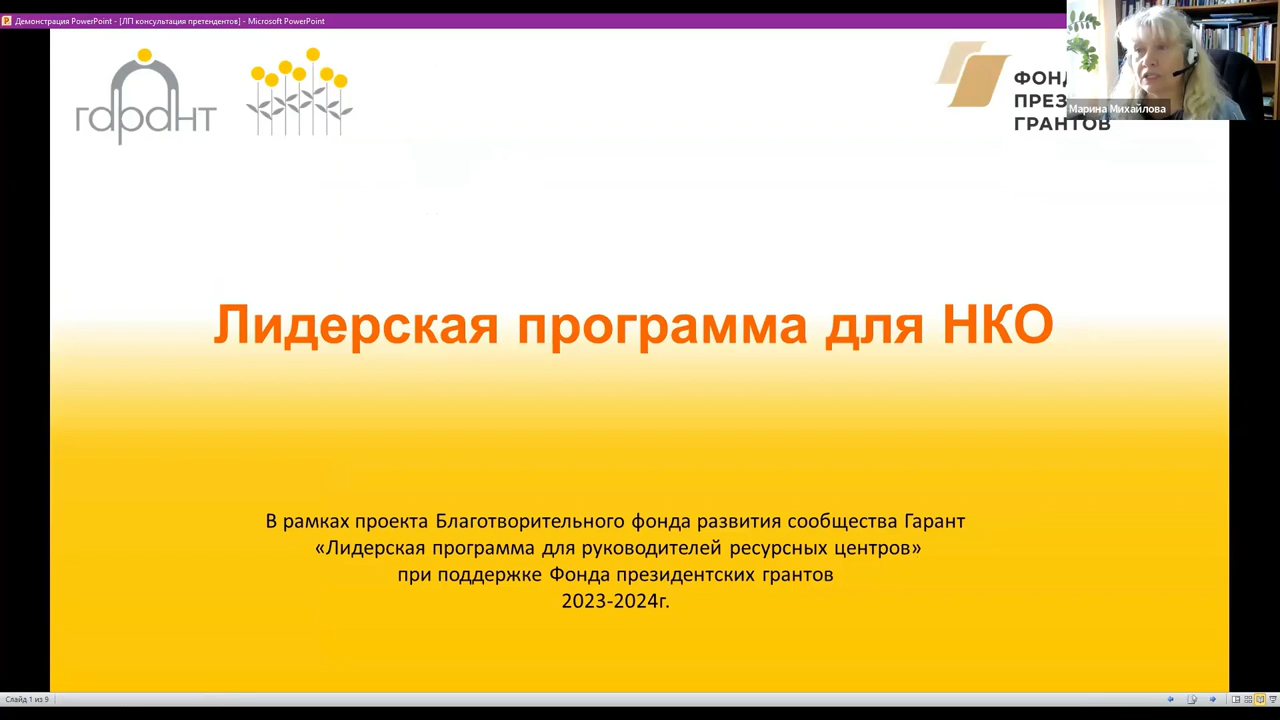 Демонстрация PowerPoint - [ЛП консультация претендентов] - Microsoft PowerPoint
гарант
ФОНД
ПРЕЗ
ГРАНТОВ
Марина Михайлова
Лидерская программа для НКО
В рамках проекта Благотворительного фонда развития сообщества Гарант
«Лидерская программа для руководителей ресурсных центров»
при поддержке Фонда президентских грантов
2023-2024г.
Слайд 1 из 9